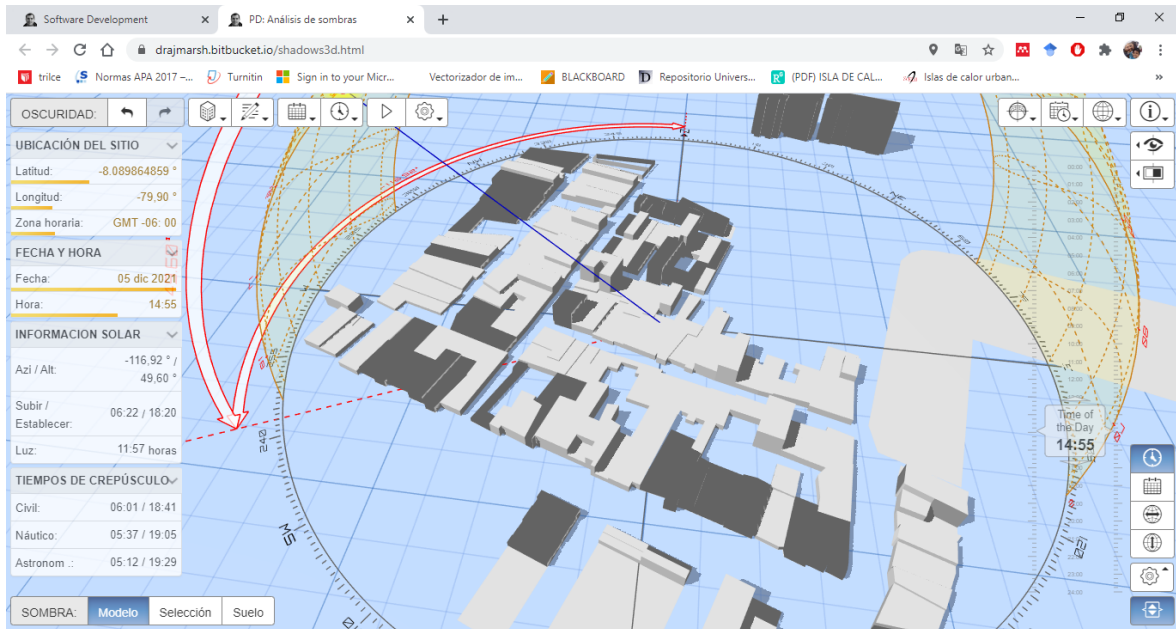 Software Development
PD: Análisis de sombras
drajmarsh.bitbucket.io/shadows3d.html
trilce
Normas APA 2017 –...
Turnitin
Sign in to your Micr...
Vectorizador de im...
BLACKBOARD
Repositorio Univers...
(PDF) ISLA DE CAL...
Islas de calor urban...
OSCURIDAD:
UBICACIÓN DEL SITIO
Latitud: -8.089864859 °
Longitud: -79,90 °
Zona horaria: GMT -06: 00
FECHA Y HORA
Fecha: 05 dic 2021
Hora: 14:55
INFORMACION SOLAR
Azi / Alt: -116,92 ° /
49,60 °
Subir /
Establecer: 06:22 / 18:20
Luz: 11:57 horas
TIEMPOS DE CREPÚSCULO
Civil: 06:01 / 18:41
Náutico: 05:37 / 19:05
Astronom .: 05:12 / 19:29
SOMBRA: Modelo Selección Suelo
240
SW
120
Time of
the Day
14:55